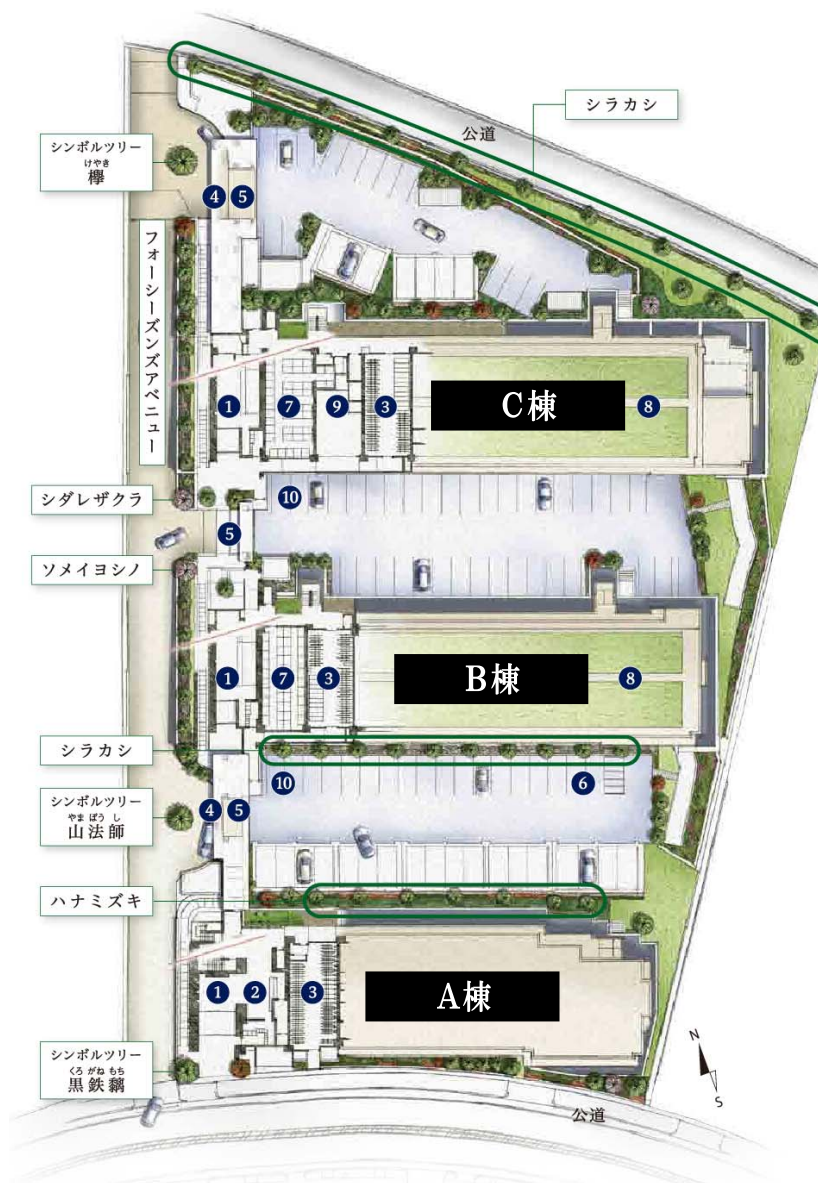 シラカシ
公道
シンボルツリー
けやき
欅
4
5
フォーシーズンズアベニュー
1
7
9
3
C棟
8
シダレザクラ
10
5
ソメイヨシノ
1
7
3
B棟
8
シラカシ
10
6
シンボルツリー
やまぼうし
山法師
4
5
ハナミズキ
1
2
3
A棟
N
S
シンボルツリー
くろがねもち
黒鉄黐
公道